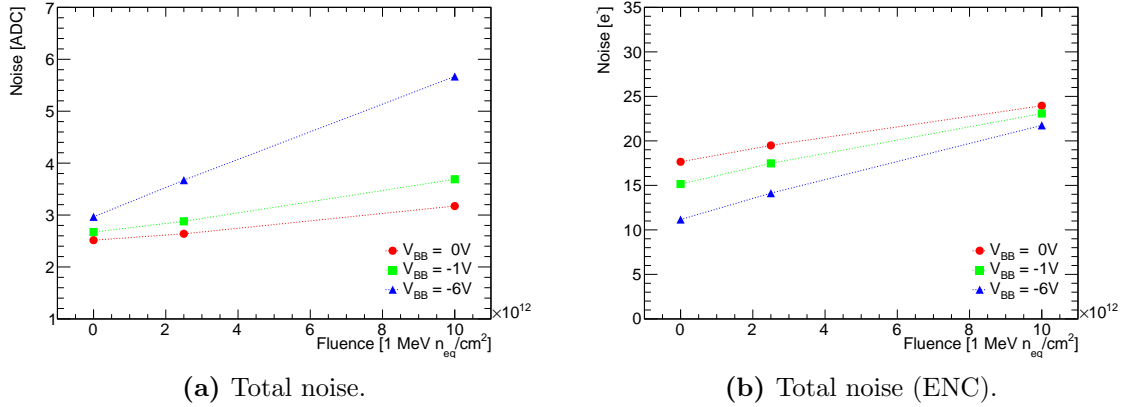 Noise [ADC]
7
6
5
4
3
2
1
0 2 4 6 8 10
×10^12
Fluence [1 MeV n_eq/cm^2]
V_BB = 0V
V_BB = -1V
V_BB = -6V
(a) Total noise.
Noise [e^-]
35
30
25
20
15
10
5
0
0 2 4 6 8 10
×10^12
Fluence [1 MeV n_eq/cm^2]
V_BB = 0V
V_BB = -1V
V_BB = -6V
(b) Total noise (ENC).